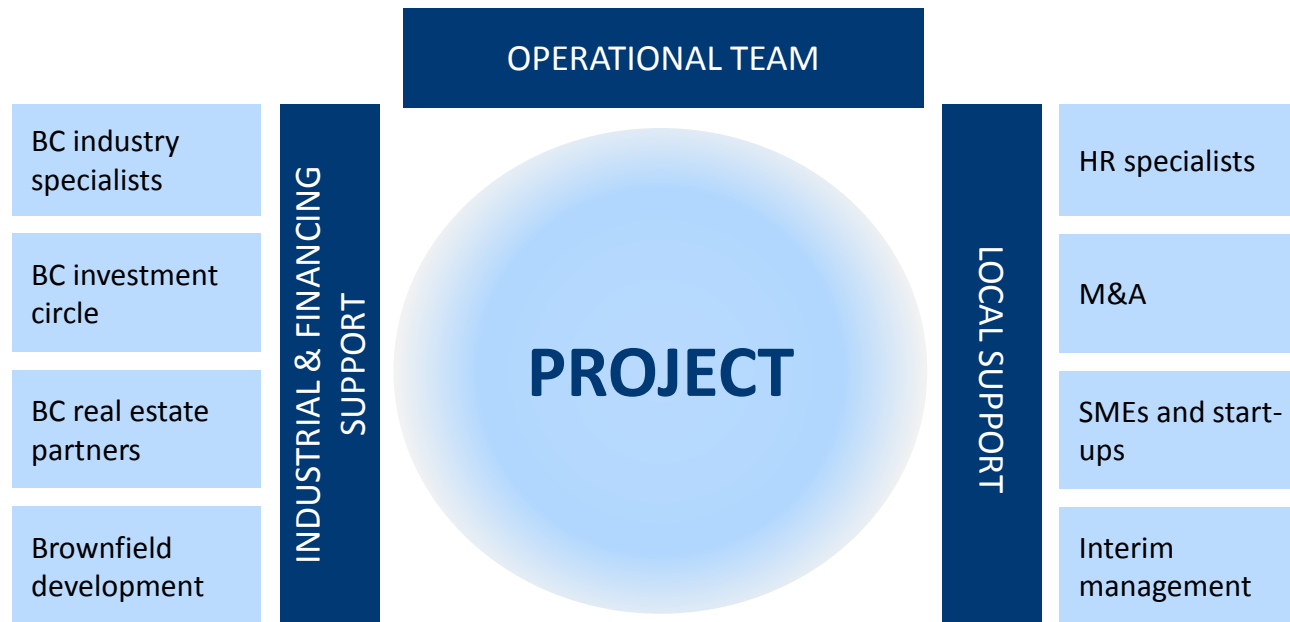 OPERATIONAL TEAM
BC industry
specialists
BC investment
circle
BC real estate
partners
Brownfield
development
INDUSTRIAL & FINANCING
SUPPORT
PROJECT
LOCAL SUPPORT
HR specialists
M&A
SMEs and start-
ups
Interim
management